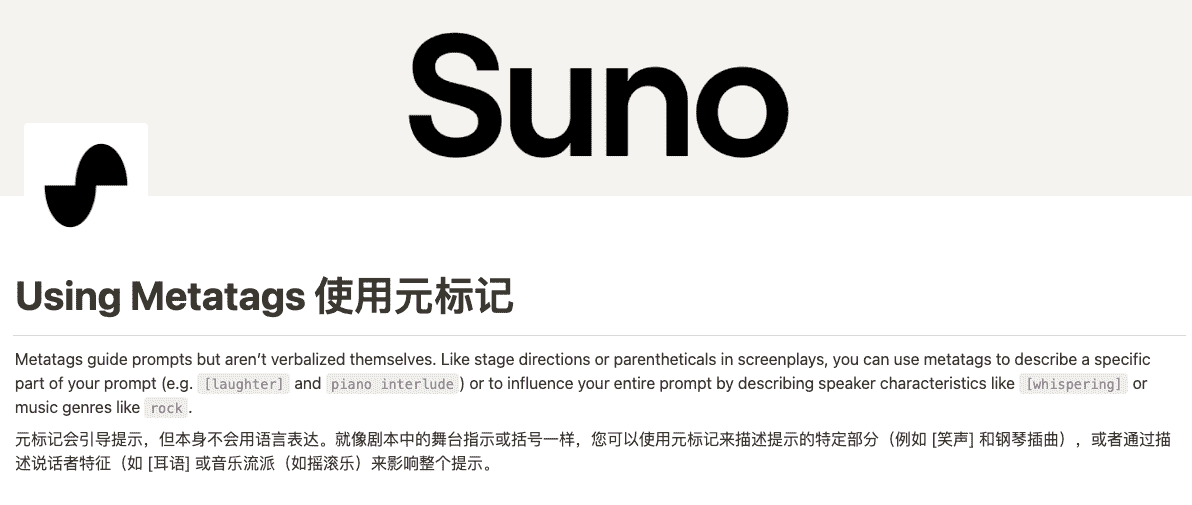 Suno
Using Metatags 使用元标记
Metatags guide prompts but aren’t verbalized themselves. Like stage directions or parentheticals in screenplays, you can use metatags to describe a specific
part of your prompt (e.g. [laughter] and piano interlude) or to influence your entire prompt by describing speaker characteristics like [whispering] or
music genres like rock.
元标记会引导提示，但本身不会用语言表达。就像剧本中的舞台指示或括号一样，您可以使用元标记来描述提示的特定部分（例如 [笑声] 和钢琴插曲），或者通过描
述说话者特征（如 [耳语] 或音乐流派（如摇滚乐）来影响整个提示。